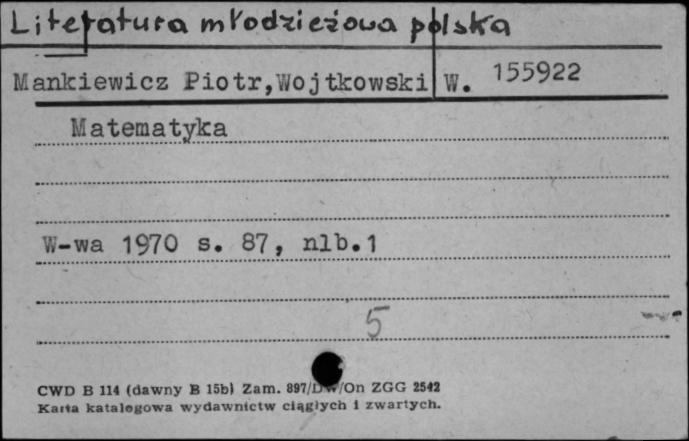 Literatura młodzieżowa polska
Mankiewicz Piotr,Wojtkowski W. 155922
Matematyka
W-wa 1970 s. 87, nlb.1
5
CWD B 114 (dawny B 15b) Zam. 897/DW/On ZGG 2542
Karta katalogowa wydawnictw ciągłych i zwartych.